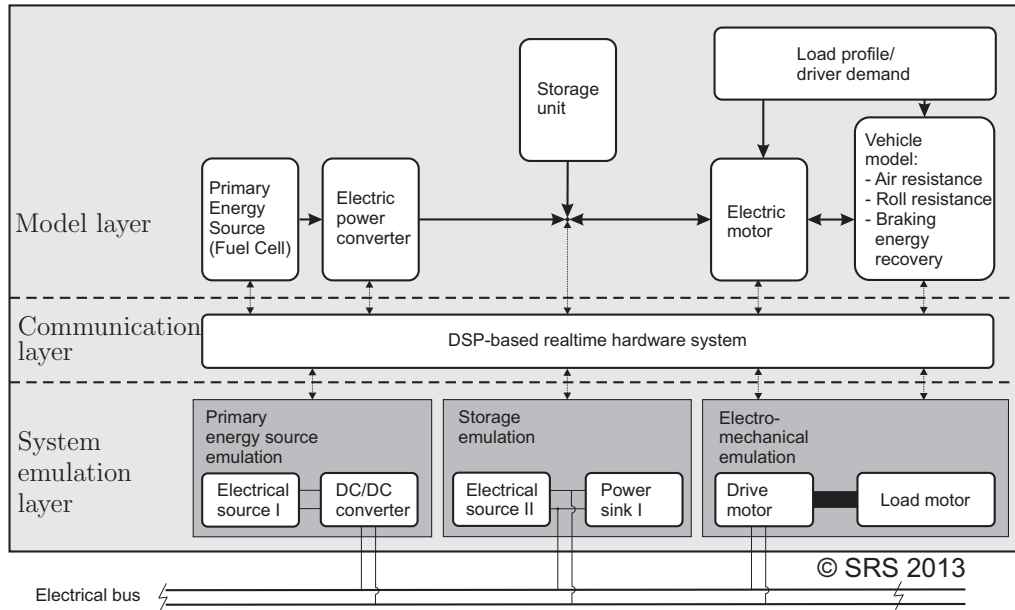 Load profile/
driver demand
Storage
unit
Vehicle
model:
- Air resistance
- Roll resistance
- Braking
energy
recovery
Primary
Energy
Source
(Fuel Cell)
Electric
power
converter
Electric
motor
Model layer
Communication
layer
DSP-based realtime hardware system
System
emulation
layer
Primary
energy source
emulation
Electrical
source I
DC/DC
converter
Storage
emulation
Electrical
source II
Power
sink I
Electro-
mechanical
emulation
Drive
motor
Load motor
© SRS 2013
Electrical bus